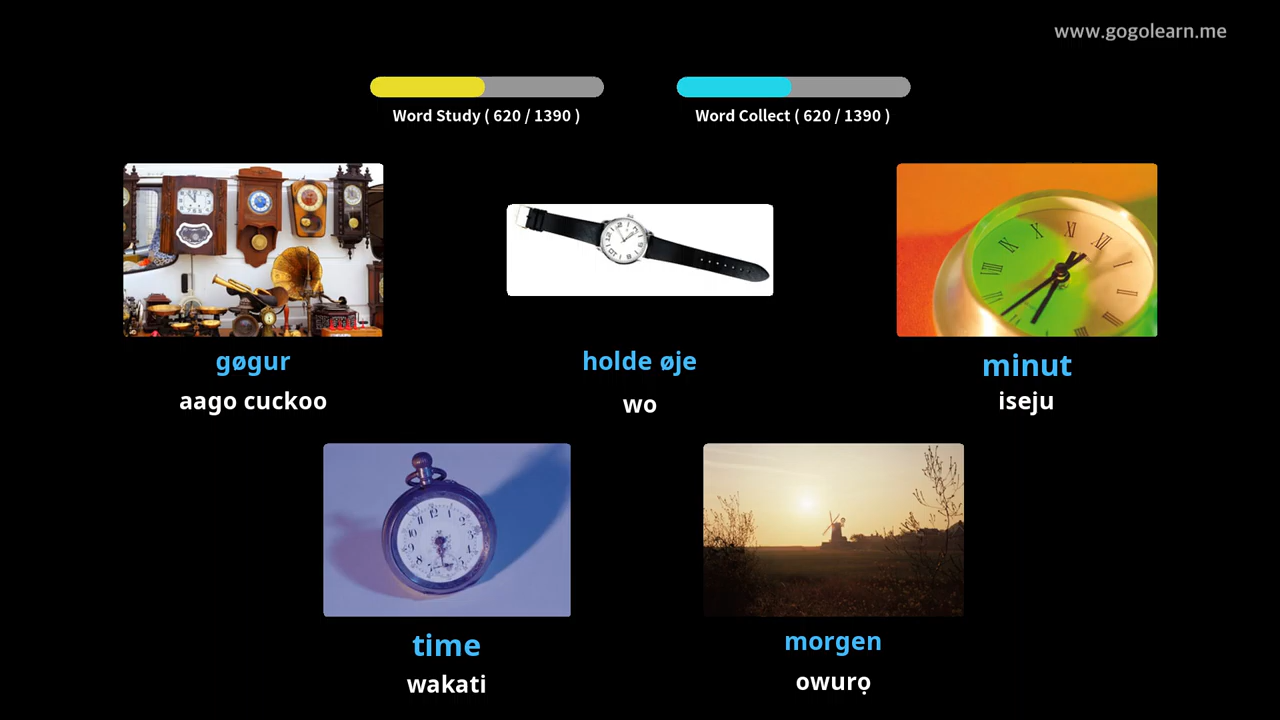 www.gogolearn.me
Word Study ( 620 / 1390 )
Word Collect ( 620 / 1390 )
gøgur
aago cuckoo
holde øje
wo
minut
iseju
time
wakati
morgen
owurọ